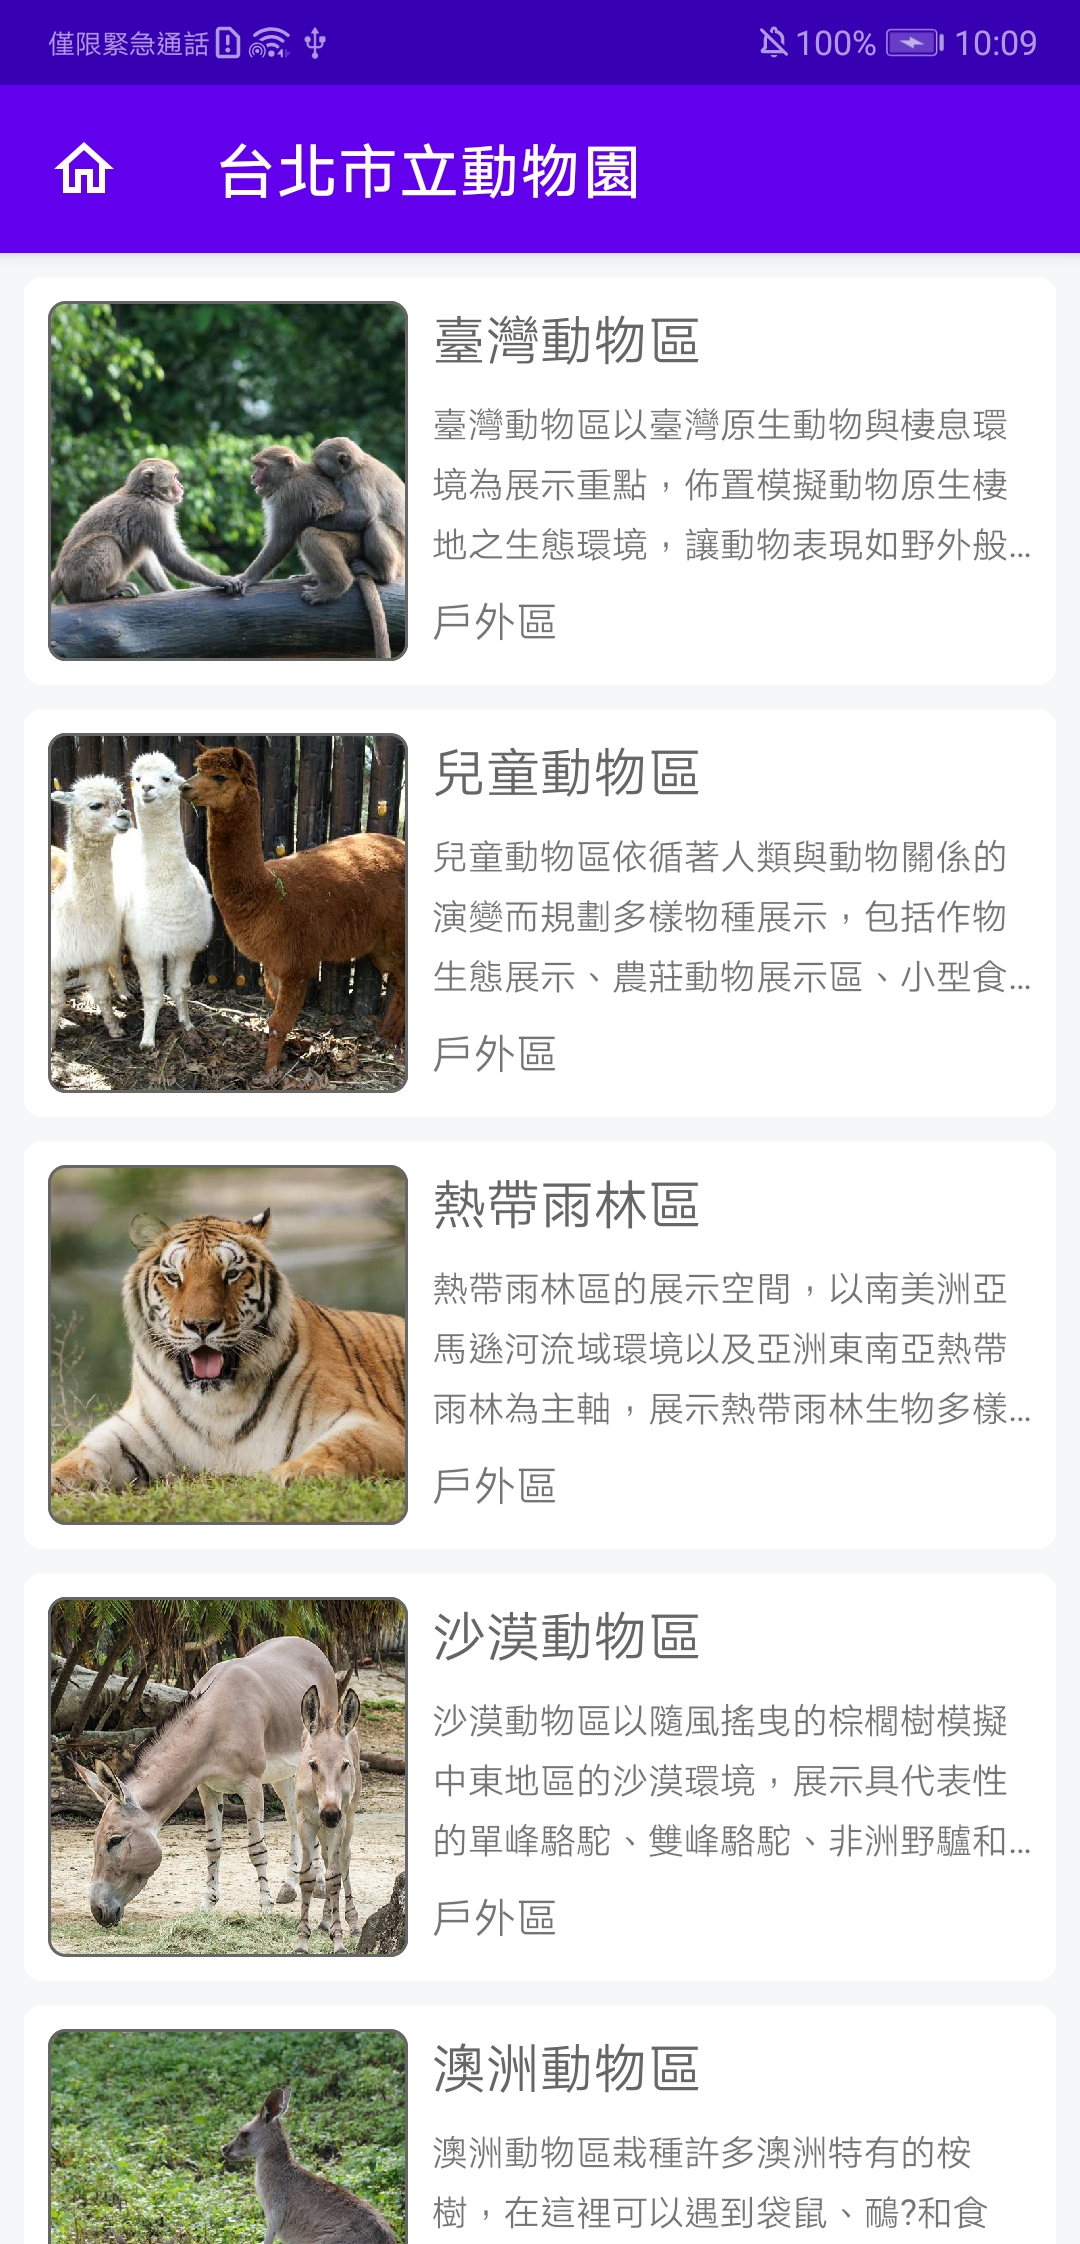 僅限緊急通話
100%
10:09
台北市立動物園
臺灣動物區
臺灣動物區以臺灣原生動物與棲息環
境為展示重點，佈置模擬動物原生棲
地之生態環境，讓動物表現如野外般…
戶外區
兒童動物區
兒童動物區依循著人類與動物關係的
演變而規劃多樣物種展示，包括作物
生態展示、農莊動物展示區、小型食…
戶外區
熱帶雨林區
熱帶雨林區的展示空間，以南美洲亞
馬遜河流域環境以及亞洲東南亞熱帶
雨林為主軸，展示熱帶雨林生物多樣…
戶外區
沙漠動物區
沙漠動物區以隨風搖曳的棕櫚樹模擬
中東地區的沙漠環境，展示具代表性
的單峰駱駝、雙峰駱駝、非洲野驢和…
戶外區
澳洲動物區
澳洲動物區栽種許多澳洲特有的桉
樹，在這裡可以遇到袋鼠、鴯?和食